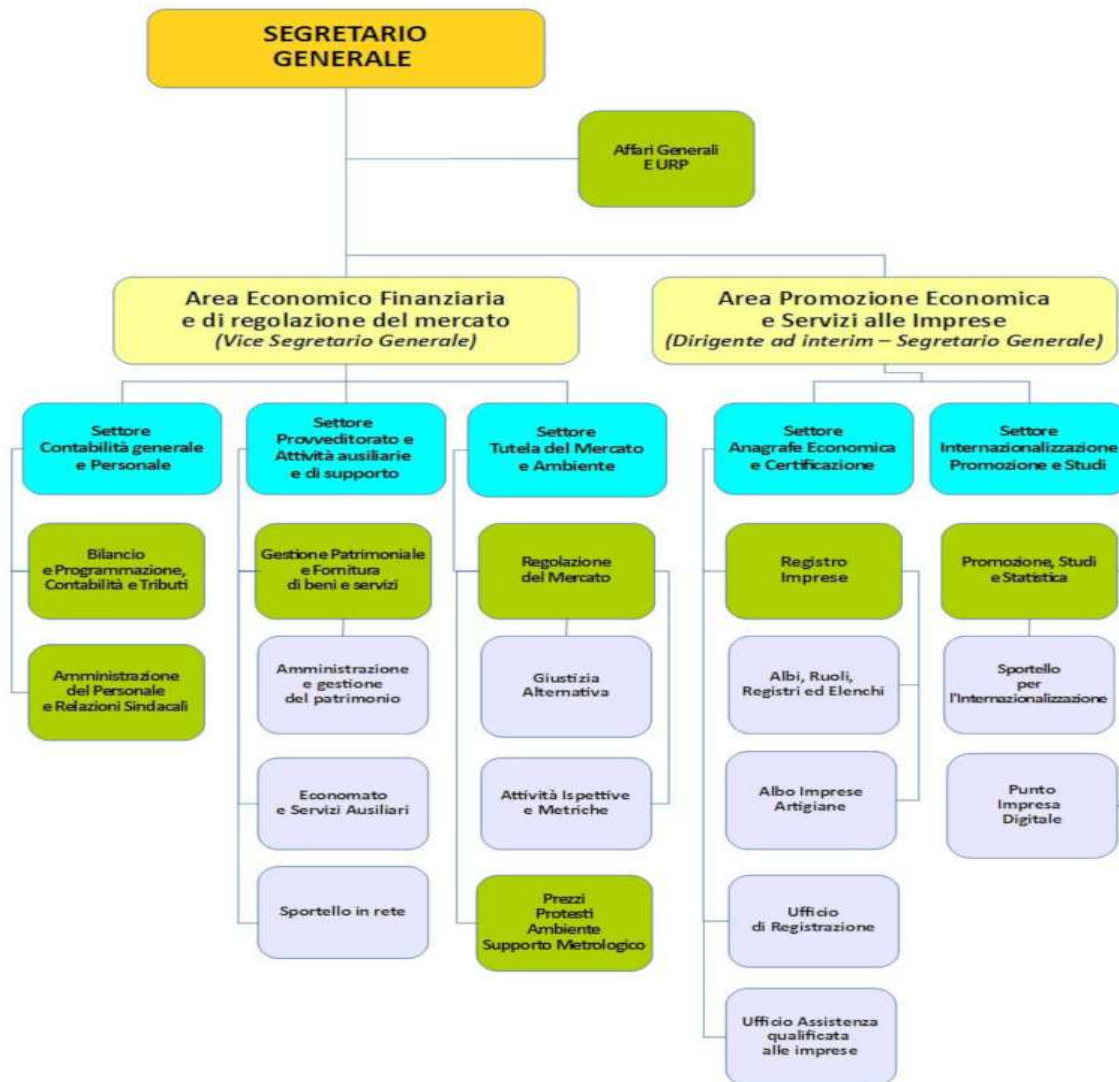 SEGRETARIO
GENERALE
Affari Generali
E URP
Area Economico Finanziaria
e di regolazione del mercato
(Vice Segretario Generale)
Area Promozione Economica
e Servizi alle Imprese
(Dirigente ad interim – Segretario Generale)
Settore
Contabilità generale
e Personale
Settore
Provveditorato e
Attività ausiliarie
e di supporto
Settore
Tutela del Mercato
e Ambiente
Settore
Anagrafe Economica
e Certificazione
Settore
Internazionalizzazione
Promozione e Studi
Bilancio
e Programmazione,
Contabilità e Tributi
Gestione Patrimoniale
e Fornitura
di beni e servizi
Regolazione
del Mercato
Registro
Imprese
Promozione, Studi
e Statistica
Amministrazione
del Personale
e Relazioni Sindacali
Amministrazione
e gestione
del patrimonio
Giustizia
Alternativa
Albi, Ruoli,
Registri ed Elenchi
Sportello
per
l'Internazionalizzazione
Economato
e Servizi Ausiliari
Attività Ispettive
e Metriche
Albo Imprese
Artigiane
Punto
Impresa
Digitale
Sportello in rete
Prezzi
Protesti
Ambiente
Supporto Metrologico
Ufficio
di Registrazione
Ufficio Assistenza
qualificata
alle imprese